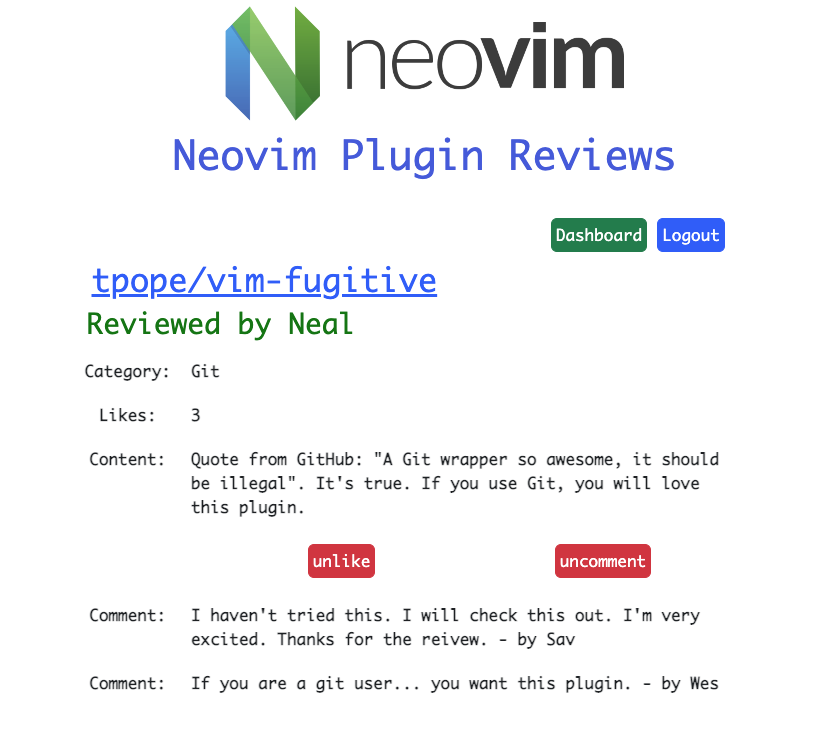 neovim
Neovim Plugin Reviews
Dashboard Logout
tpope/vim-fugitive
Reviewed by Neal
Category: Git
Likes: 3
Content: Quote from GitHub: "A Git wrapper so awesome, it should
be illegal". It's true. If you use Git, you will love
this plugin.
unlike uncomment
Comment: I haven't tried this. I will check this out. I'm very
excited. Thanks for the reivew. - by Sav
Comment: If you are a git user... you want this plugin. - by Wes